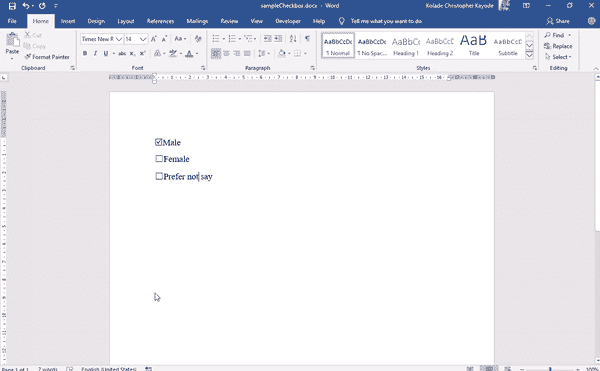 sampleCheckbox.docx - Word
Kolade Christopher Kayode
File Home Insert Design Layout References Mailings Review View Help Tell me what you want to do Share
Paste
Cut
Copy
Format Painter
Times New R 14
AaBbCcDc AaBbCcDc AaBbCc AaBbCcC AaB AaBbCcC
¶ Normal ¶ No Spac... Heading 1 Heading 2 Title Subtitle
Find
Replace
Select
Clipboard Font Paragraph Styles Editing
☑Male
☐Female
☐Prefer not say
Page 1 of 1 7 words English (United States) 100%